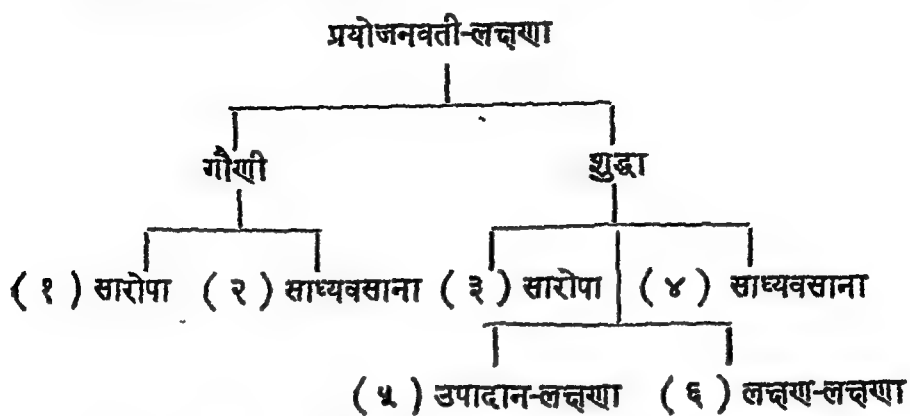 प्रयोजनवती-लक्षणा
गौणी शुद्धा
( १ ) सारोपा ( २ ) साध्यवसाना ( ३ ) सारोपा ( ४ ) साध्यवसाना
( ५ ) उपादान-लक्षणा ( ६ ) लक्षण-लक्षणा